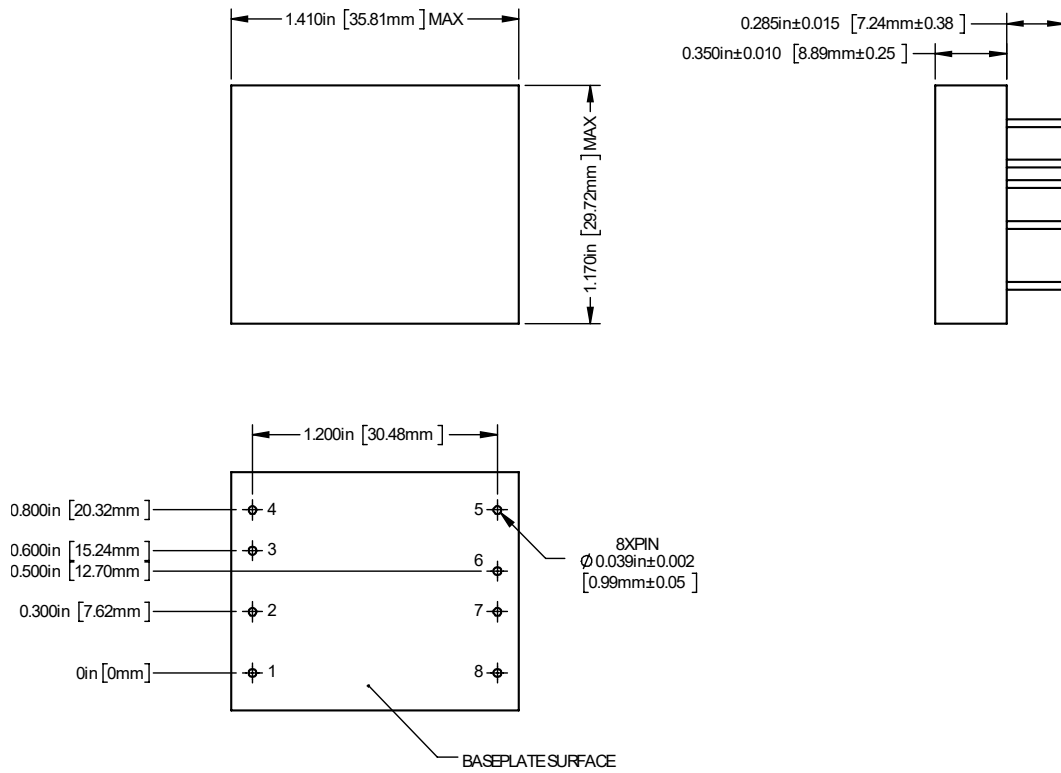 1.410in [35.81mm] MAX
0.285in±0.015 [7.24mm±0.38]
0.350in±0.010 [8.89mm±0.25]
1.170in [29.72mm] MAX
1.200in [30.48mm]
0.800in [20.32mm]
4
5
0.600in [15.24mm]
3
8XPIN
Ø0.039in±0.002
[0.99mm±0.05]
0.500in [12.70mm]
6
0.300in [7.62mm]
2
7
0in [0mm]
1
8
BASEPLATE SURFACE